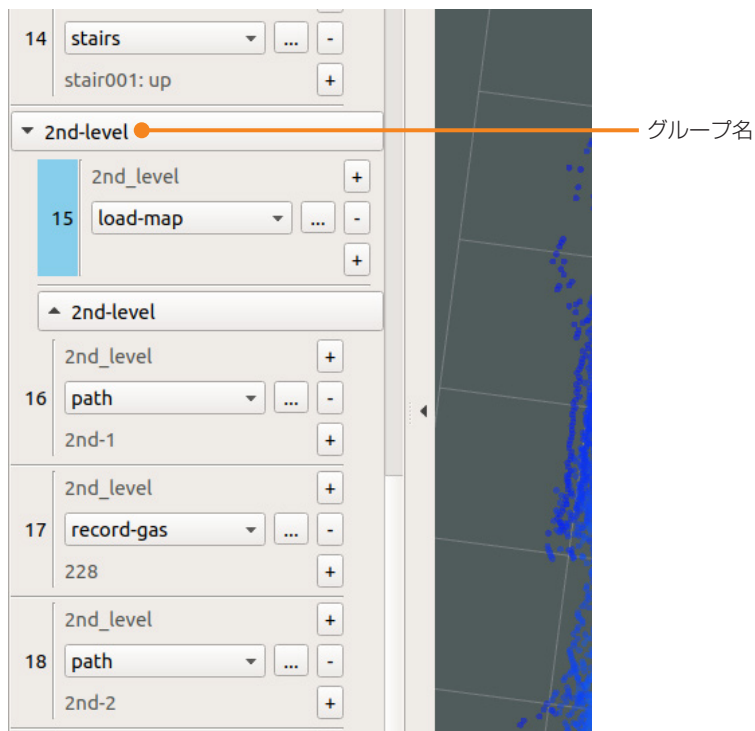 14 stairs ... -
stair001: up +
2nd-level グループ名
2nd_level +
15 load-map ... -
+
2nd-level
2nd_level +
16 path ... -
2nd-1 +
2nd_level +
17 record-gas ... -
228 +
2nd_level +
18 path ... -
2nd-2 +